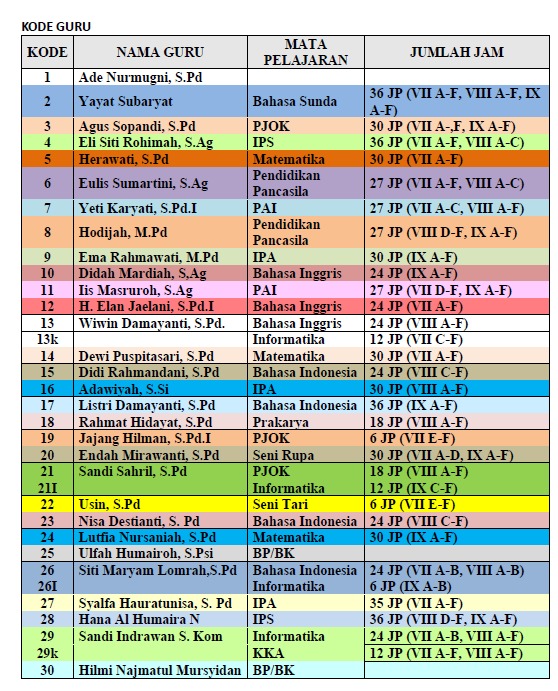 KODE GURU
KODE NAMA GURU MATA PELAJARAN JUMLAH JAM
1 Ade Nurmugni, S.Pd
2 Yayat Subaryat Bahasa Sunda 36 JP (VII A-F, VIII A-F, IX A-F)
3 Agus Sopandi, S.Pd PJOK 30 JP (VII A-,F, IX A-F)
4 Eli Siti Rohimah, S.Ag IPS 36 JP (VII A-F, VIII A-C)
5 Herawati, S.Pd Matematika 30 JP (VII A-F)
6 Eulis Sumartini, S.Ag Pendidikan Pancasila 27 JP (VII A-F, VIII A-C)
7 Yeti Karyati, S.Pd.I PAI 27 JP (VII A-C, VIII A-F)
8 Hodijah, M.Pd Pendidikan Pancasila 27 JP (VIII D-F, IX A-F)
9 Ema Rahmawati, M.Pd IPA 30 JP (IX A-F)
10 Didah Mardiah, S,Ag Bahasa Inggris 24 JP (IX A-F)
11 Iis Masruroh, S.Ag PAI 27 JP (VII D-F, IX A-F)
12 H. Elan Jaelani, S.Pd.I Bahasa Inggris 24 JP (VII A-F)
13 Wiwin Damayanti, S.Pd. Bahasa Inggris 24 JP (VIII A-F)
13k Informatika 12 JP (VII C-F)
14 Dewi Puspitasari, S.Pd Matematika 30 JP (VII A-F)
15 Didi Rahmandani, S.Pd Bahasa Indonesia 24 JP (VIII C-F)
16 Adawiyah, S.Si IPA 30 JP (VIII A-F)
17 Listri Damayanti, S.Pd Bahasa Indonesia 36 JP (IX A-F)
18 Rahmat Hidayat, S.Pd Prakarya 18 JP (VIII A-F)
19 Jajang Hilman, S.Pd.I PJOK 6 JP (VII E-F)
20 Endah Mirawanti, S.Pd Seni Rupa 30 JP (VII A-D, IX A-F)
21 Sandi Sahril, S.Pd PJOK 18 JP (VIII A-F)
21I Informatika 12 JP (IX C-F)
22 Usin, S.Pd Seni Tari 6 JP (VII E-F)
23 Nisa Destianti, S. Pd Bahasa Indonesia 24 JP (VIII C-F)
24 Lutfia Nursaniah, S.Pd Matematika 30 JP (IX A-F)
25 Ulfah Humairoh, S.Psi BP/BK
26 Siti Maryam Lomrah,S.Pd Bahasa Indonesia 24 JP (VII A-B, VIII A-B)
26I Informatika 6 JP (IX A-B)
27 Syalfa Hauratunisa, S. Pd IPA 35 JP (VII A-F)
28 Hana Al Humaira N IPS 36 JP (VIII D-F, IX A-F)
29 Sandi Indrawan S. Kom Informatika 24 JP (VII A-B, VIII A-F)
29k KKA 12 JP (VII A-F, VIII A-F)
30 Hilmi Najmatul Mursyidan BP/BK